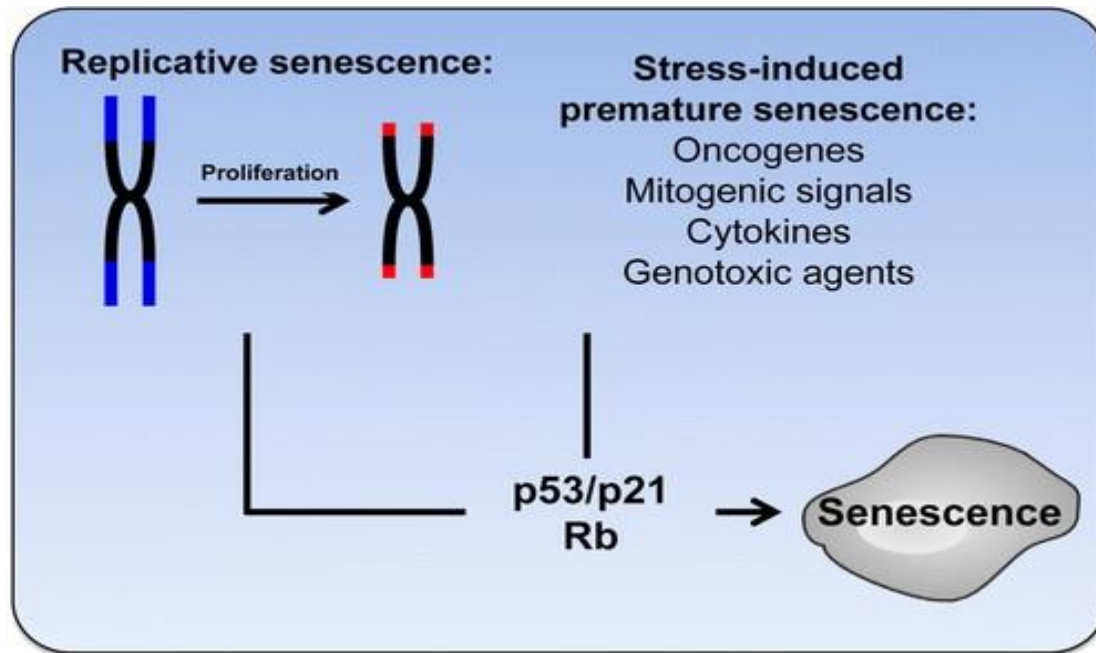 Replicative senescence:
Proliferation
Stress-induced
premature senescence:
Oncogenes
Mitogenic signals
Cytokines
Genotoxic agents
p53/p21
Rb
Senescence